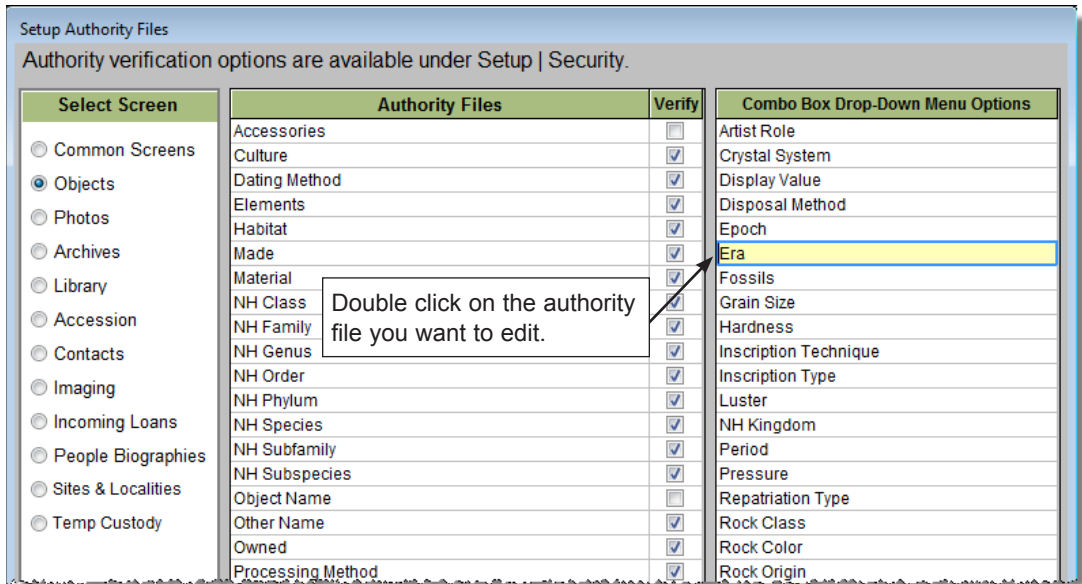 Setup Authority Files
Authority verification options are available under Setup | Security.
Select Screen
Common Screens
Objects
Photos
Archives
Library
Accession
Contacts
Imaging
Incoming Loans
People Biographies
Sites & Localities
Temp Custody
Authority Files
Verify
Accessories
Culture
Dating Method
Elements
Habitat
Made
Material
NH Class
NH Family
NH Genus
NH Order
NH Phylum
NH Species
NH Subfamily
NH Subspecies
Object Name
Other Name
Owned
Processing Method
Double click on the authority
file you want to edit.
Combo Box Drop-Down Menu Options
Artist Role
Crystal System
Display Value
Disposal Method
Epoch
Era
Fossils
Grain Size
Hardness
Inscription Technique
Inscription Type
Luster
NH Kingdom
Period
Pressure
Repatriation Type
Rock Class
Rock Color
Rock Origin